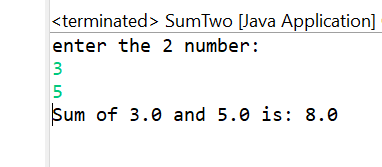 <terminated> SumTwo [Java Application]
enter the 2 number:
3
5
Sum of 3.0 and 5.0 is: 8.0